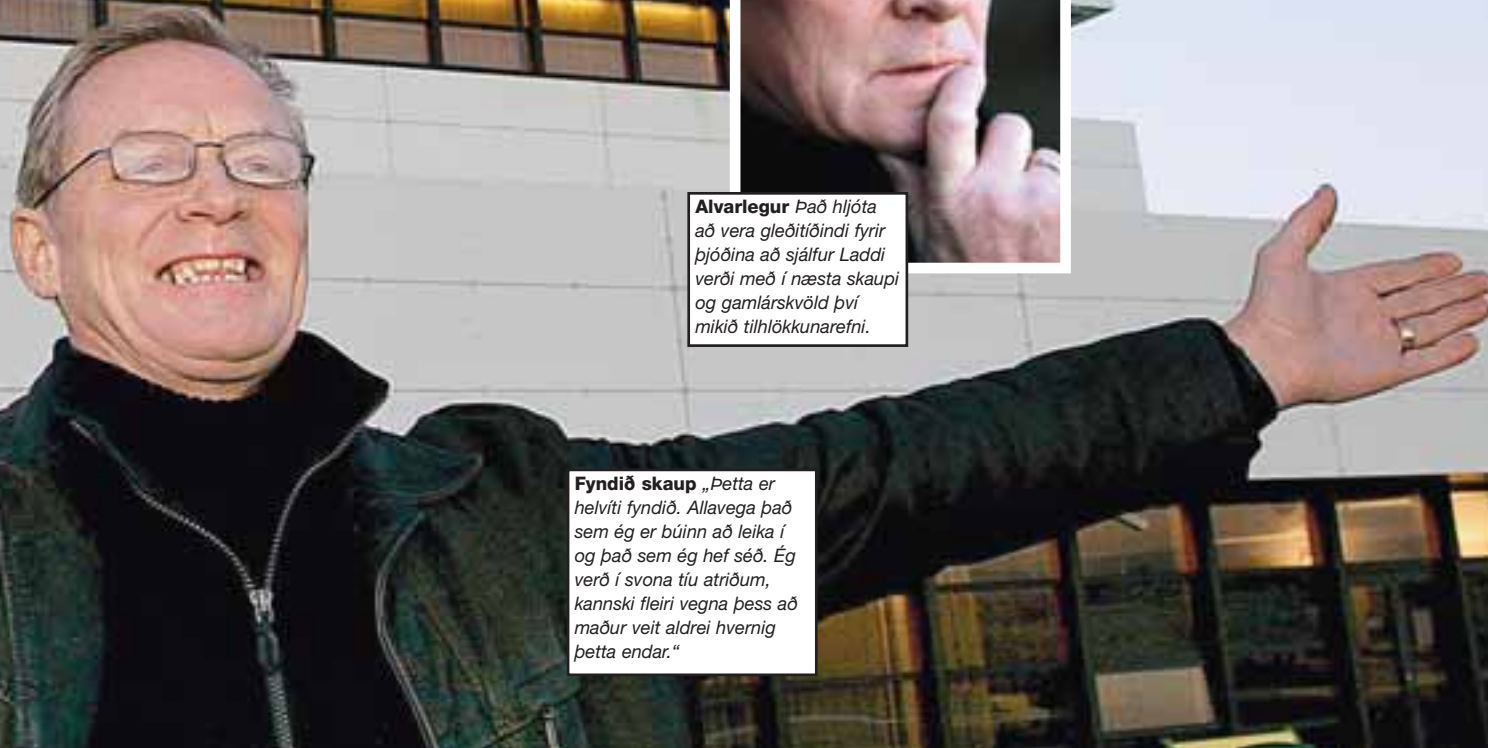 Alvarlegur Það hljóta
að vera gleðitíðindi fyrir
þjóðina að sjálfur Laddi
verði með í næsta skaupi
og gamlárskvöld því
mikið tilhlökkunarefni.
Fyndið skaup „Þetta er
helvíti fyndið. Allavega það
sem ég er búinn að leika í
og það sem ég hef séð. Ég
verð í svona tíu atriðum,
kannski fleiri vegna þess að
maður veit aldrei hvernig
þetta endar.“